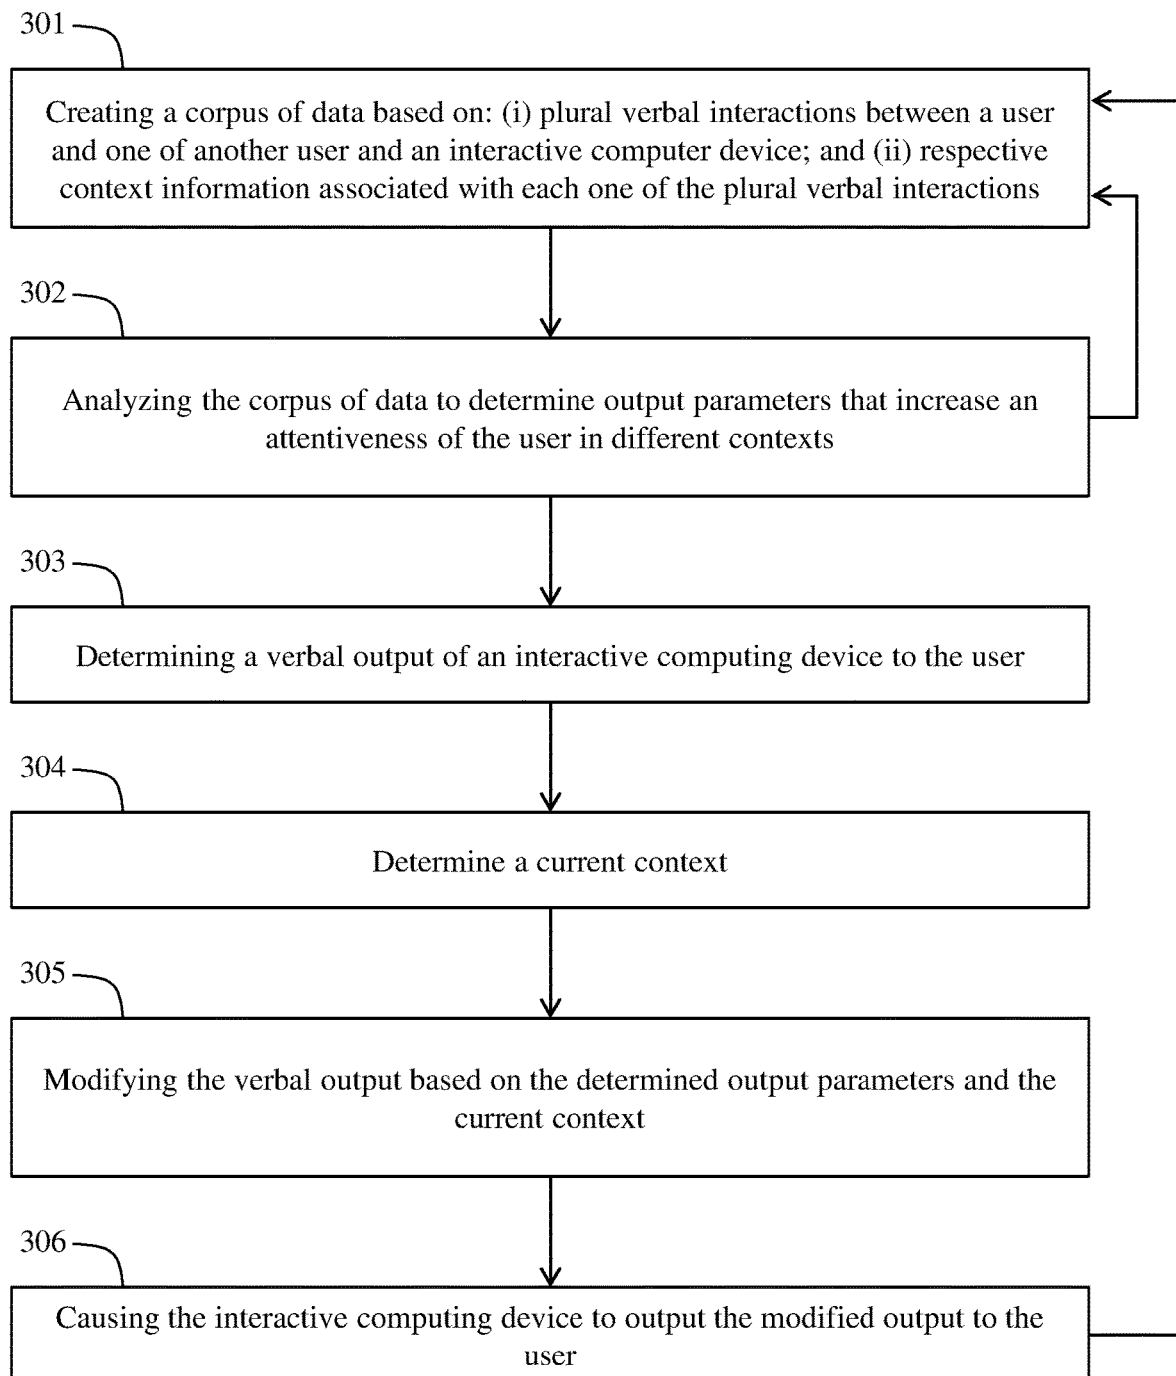 301
Creating a corpus of data based on: (i) plural verbal interactions between a user
and one of another user and an interactive computer device; and (ii) respective
context information associated with each one of the plural verbal interactions
302
Analyzing the corpus of data to determine output parameters that increase an
attentiveness of the user in different contexts
303
Determining a verbal output of an interactive computing device to the user
304
Determine a current context
305
Modifying the verbal output based on the determined output parameters and the
current context
306
Causing the interactive computing device to output the modified output to the
user